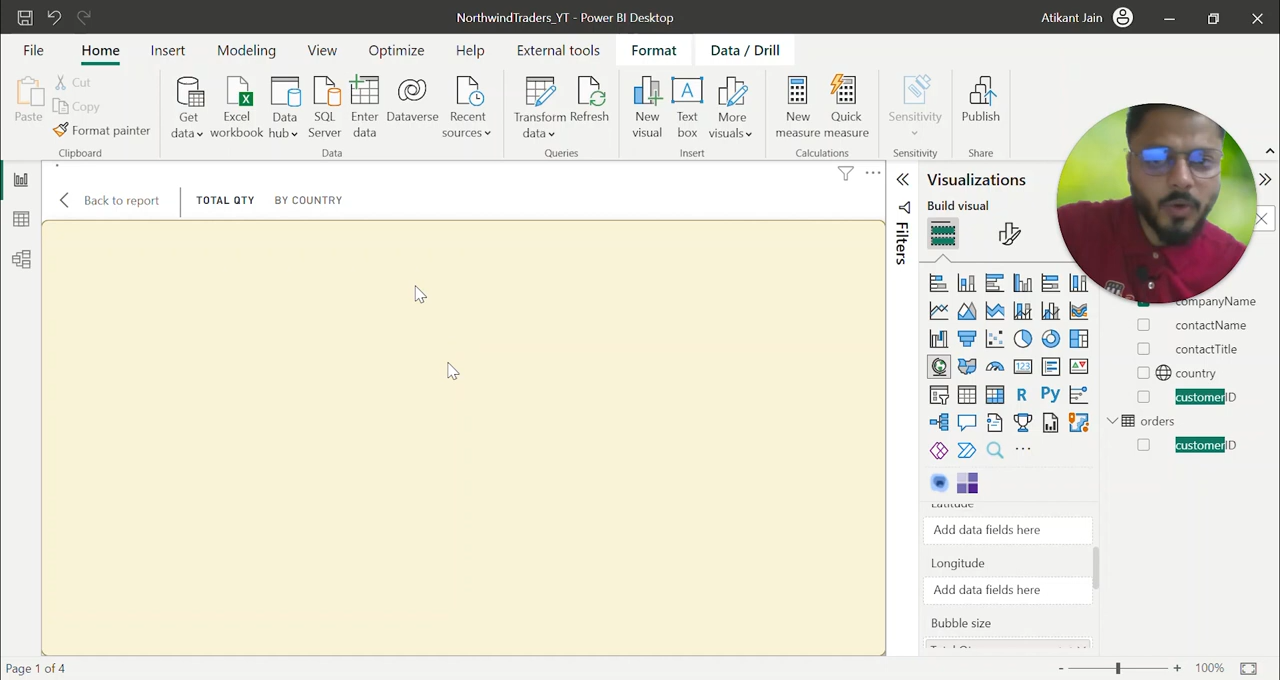 NorthwindTraders_YT - Power BI Desktop
Atikant Jain
File
Home
Insert
Modeling
View
Optimize
Help
External tools
Format
Data / Drill
Paste
Cut
Copy
Format painter
Clipboard
Get data
Excel workbook
Data hub
SQL Server
Enter data
Dataverse
Recent sources
Data
Transform data
Refresh
Queries
New visual
A
Text box
More visuals
Insert
New measure
Quick measure
Calculations
Sensitivity
Sensitivity
Publish
Share
Back to report
TOTAL QTY
BY COUNTRY
Filters
Visualizations
Build visual
123
R
Py
Latitude
Add data fields here
Longitude
Add data fields here
Bubble size
companyName
contactName
contactTitle
country
customerID
orders
customerID
Page 1 of 4
- + 100%